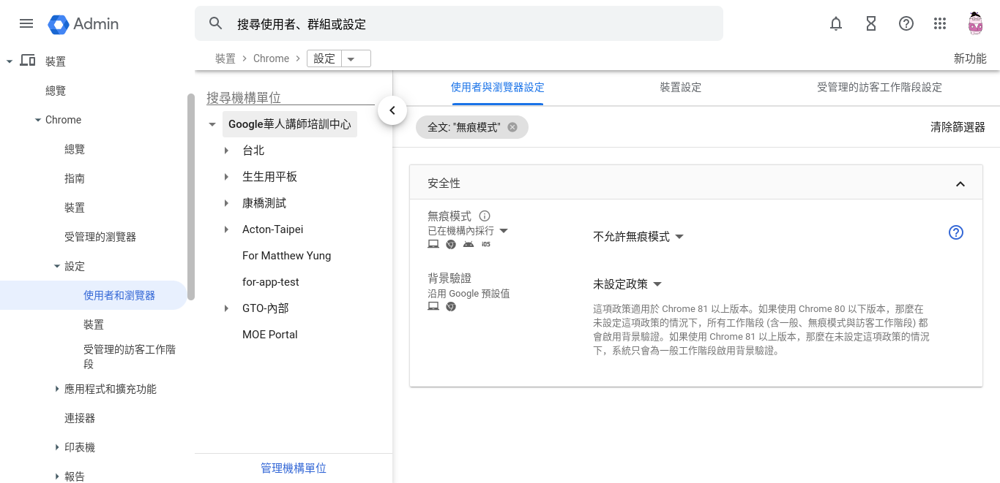 Admin
搜尋使用者、群組或設定
裝置
總覽
Chrome
總覽
指南
裝置
受管理的瀏覽器
設定
使用者和瀏覽器
裝置
受管理的訪客工作階
段
應用程式和擴充功能
連接器
印表機
報告
裝置 > Chrome > 設定
新功能
搜尋機構單位
Google華人講師培訓中心
台北
生生用平板
康橋測試
Acton-Taipei
For Matthew Yung
for-app-test
GTO-內部
MOE Portal
管理機構單位
使用者與瀏覽器設定
裝置設定
受管理的訪客工作階段設定
全文: "無痕模式"
清除篩選器
安全性
無痕模式
已在機構內採行
iOS
不允許無痕模式
背景驗證
沿用 Google 預設值
未設定政策
這項政策適用於 Chrome 81 以上版本。如果使用 Chrome 80 以下版本，那麼在
未設定這項政策的情況下，所有工作階段 (含一般、無痕模式與訪客工作階段) 都
會啟用背景驗證。如果使用 Chrome 81 以上版本，那麼在未設定這項政策的情況
下，系統只會為一般工作階段啟用背景驗證。